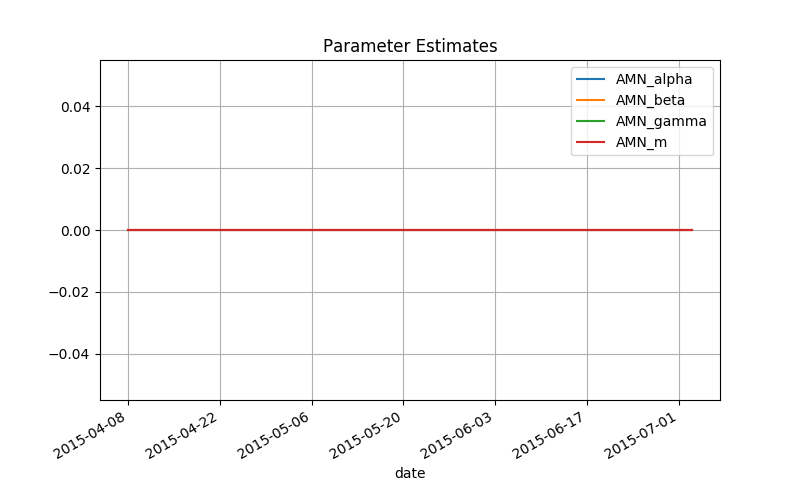 Parameter Estimates
AMN_alpha
AMN_beta
AMN_gamma
AMN_m
0.04
0.02
0.00
−0.02
−0.04
2015-04-08
2015-04-22
2015-05-06
2015-05-20
2015-06-03
2015-06-17
2015-07-01
date